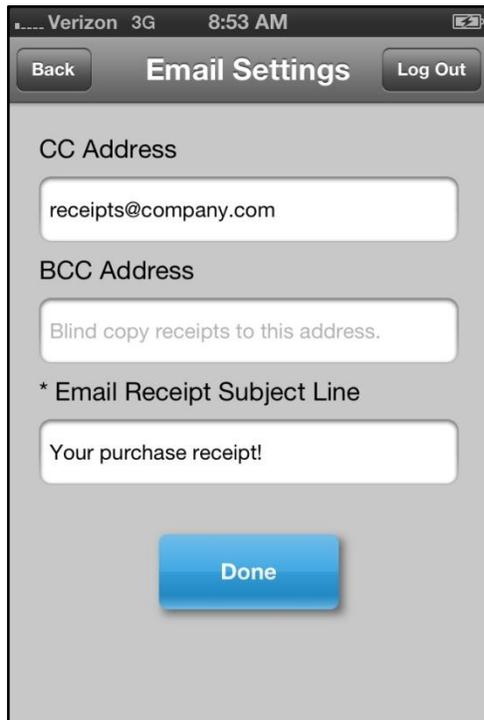 Verizon 3G 8:53 AM
Back Email Settings Log Out
CC Address
receipts@company.com
BCC Address
Blind copy receipts to this address.
* Email Receipt Subject Line
Your purchase receipt!
Done